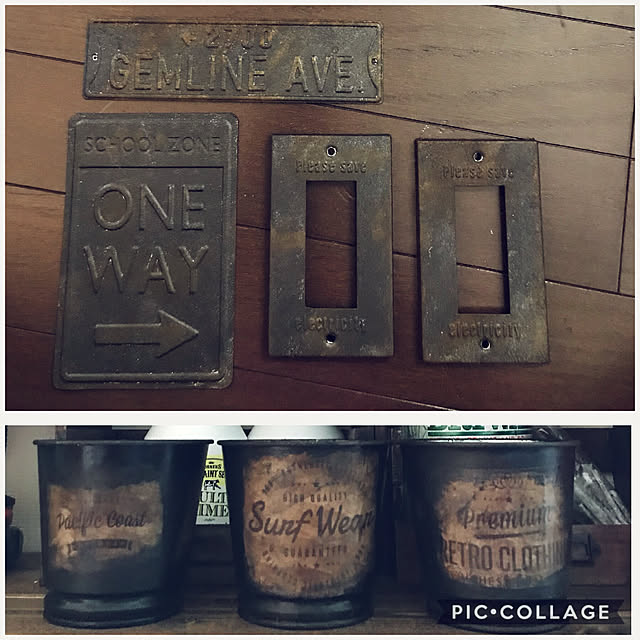 2700
GEMLINE AVE.
SCHOOL ZONE
ONE
WAY
Please save
electricity
Please save
electricity
Pacific Coast
HIGH QUALITY
Surf Wear
GUARANTEED
Premium
RETRO CLOTHING
PIC•COLLAGE